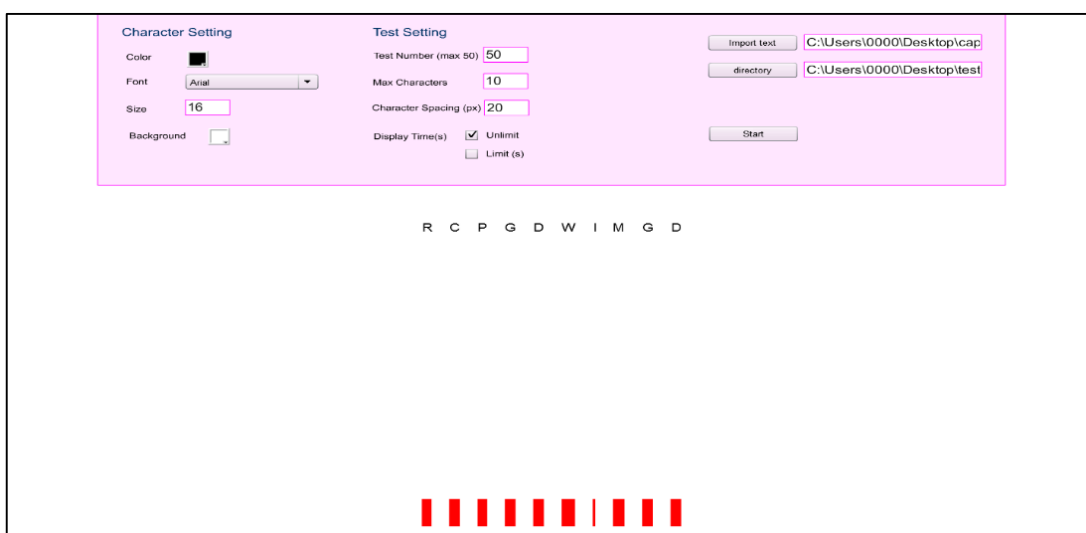 Character Setting
Color
Font Arial
Size 16
Background
Test Setting
Test Number (max 50) 50
Max Characters 10
Character Spacing (px) 20
Display Time(s) Unlimit
Limit (s)
Import text C:\Users\0000\Desktop\cap
directory C:\Users\0000\Desktop\test
Start
R C P G D W I M G D